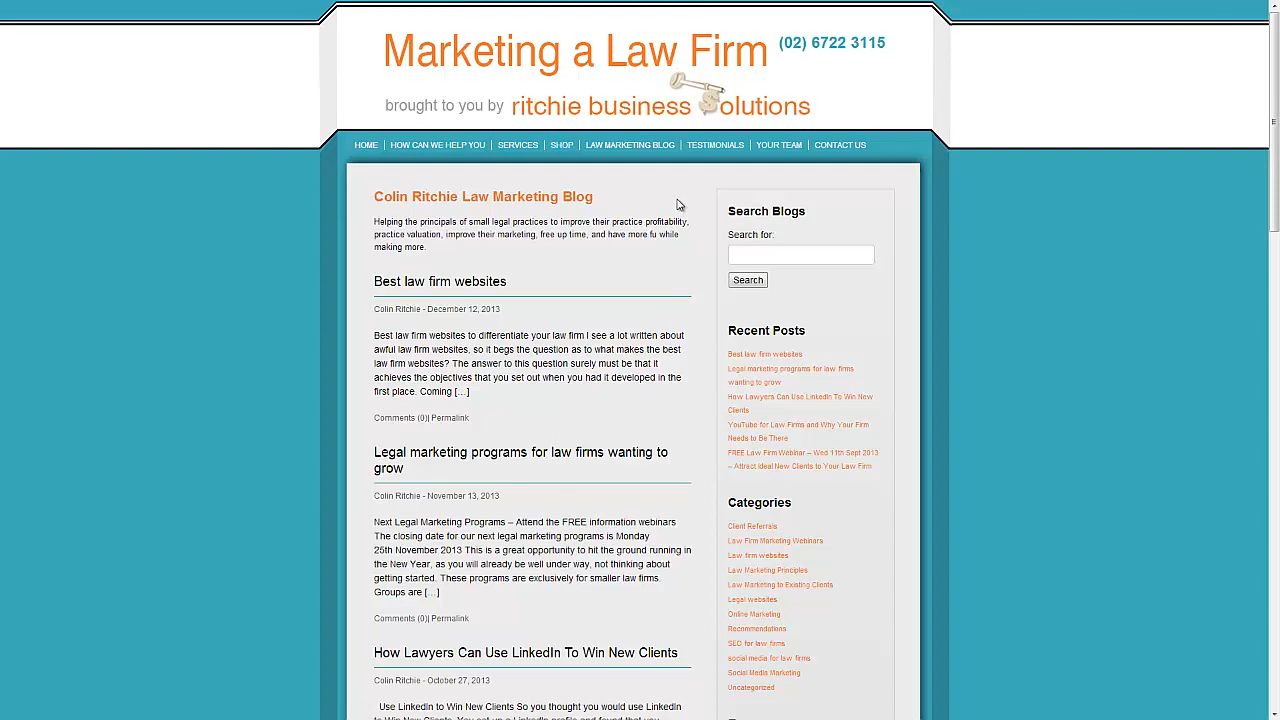 Marketing a Law Firm
(02) 6722 3115
brought to you by ritchie business Solutions
HOME
HOW CAN WE HELP YOU
SERVICES
SHOP
LAW MARKETING BLOG
TESTIMONIALS
YOUR TEAM
CONTACT US
Colin Ritchie Law Marketing Blog
Helping the principals of small legal practices to improve their practice profitability,
practice valuation, improve their marketing, free up time, and have more fu while
making more.
Best law firm websites
Colin Ritchie - December 12, 2013
Best law firm websites to differentiate your law firm I see a lot written about
awful law firm websites, so it begs the question as to what makes the best
law firm websites? The answer to this question surely must be that it
achieves the objectives that you set out when you had it developed in the
first place. Coming […]
Comments (0)| Permalink
Legal marketing programs for law firms wanting to
grow
Colin Ritchie - November 13, 2013
Next Legal Marketing Programs – Attend the FREE information webinars
The closing date for our next legal marketing programs is Monday
25th November 2013 This is a great opportunity to hit the ground running in
the New Year, as you will already be well under way, not thinking about
getting started. These programs are exclusively for smaller law firms.
Groups are […]
Comments (0)| Permalink
How Lawyers Can Use LinkedIn To Win New Clients
Colin Ritchie - October 27, 2013
Use LinkedIn to Win New Clients So you thought you would use LinkedIn
to Win New Clients. You set up a LinkedIn profile and found that you
Search Blogs
Search for:
Search
Recent Posts
Best law firm websites
Legal marketing programs for law firms
wanting to grow
How Lawyers Can Use LinkedIn To Win New
Clients
YouTube for Law Firms and Why Your Firm
Needs to Be There
FREE Law Firm Webinar – Wed 11th Sept 2013
– Attract Ideal New Clients to Your Law Firm
Categories
Client Referrals
Law Firm Marketing Webinars
Law firm websites
Law Marketing Principles
Law Marketing to Existing Clients
Legal websites
Online Marketing
Recommendations
SEO for law firms
social media for law firms
Social Media Marketing
Uncategorized